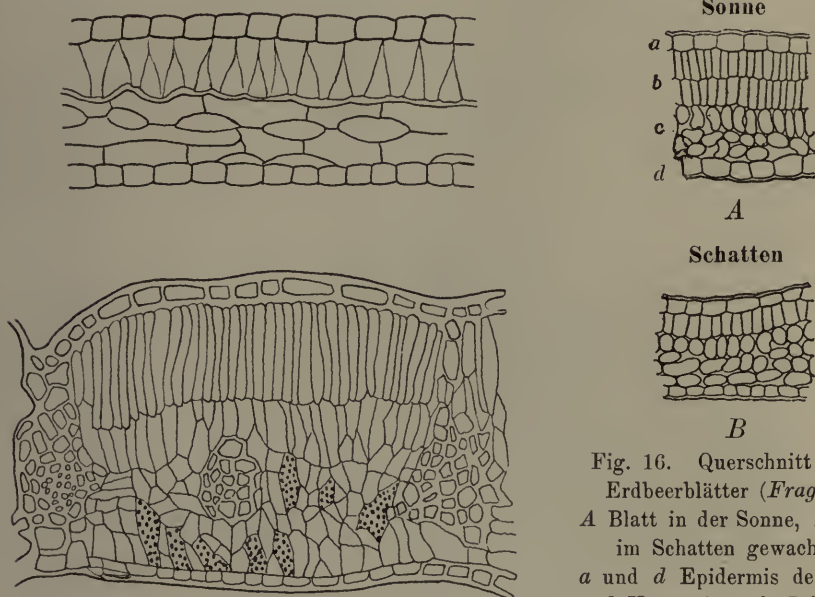 Sonne
a
b
c
d
A
Schatten
B
Fig. 16. Querschnitt
Erdbeerblätter (Frag
A Blatt in der Sonne,
im Schatten gewach
a und d Epidermis de